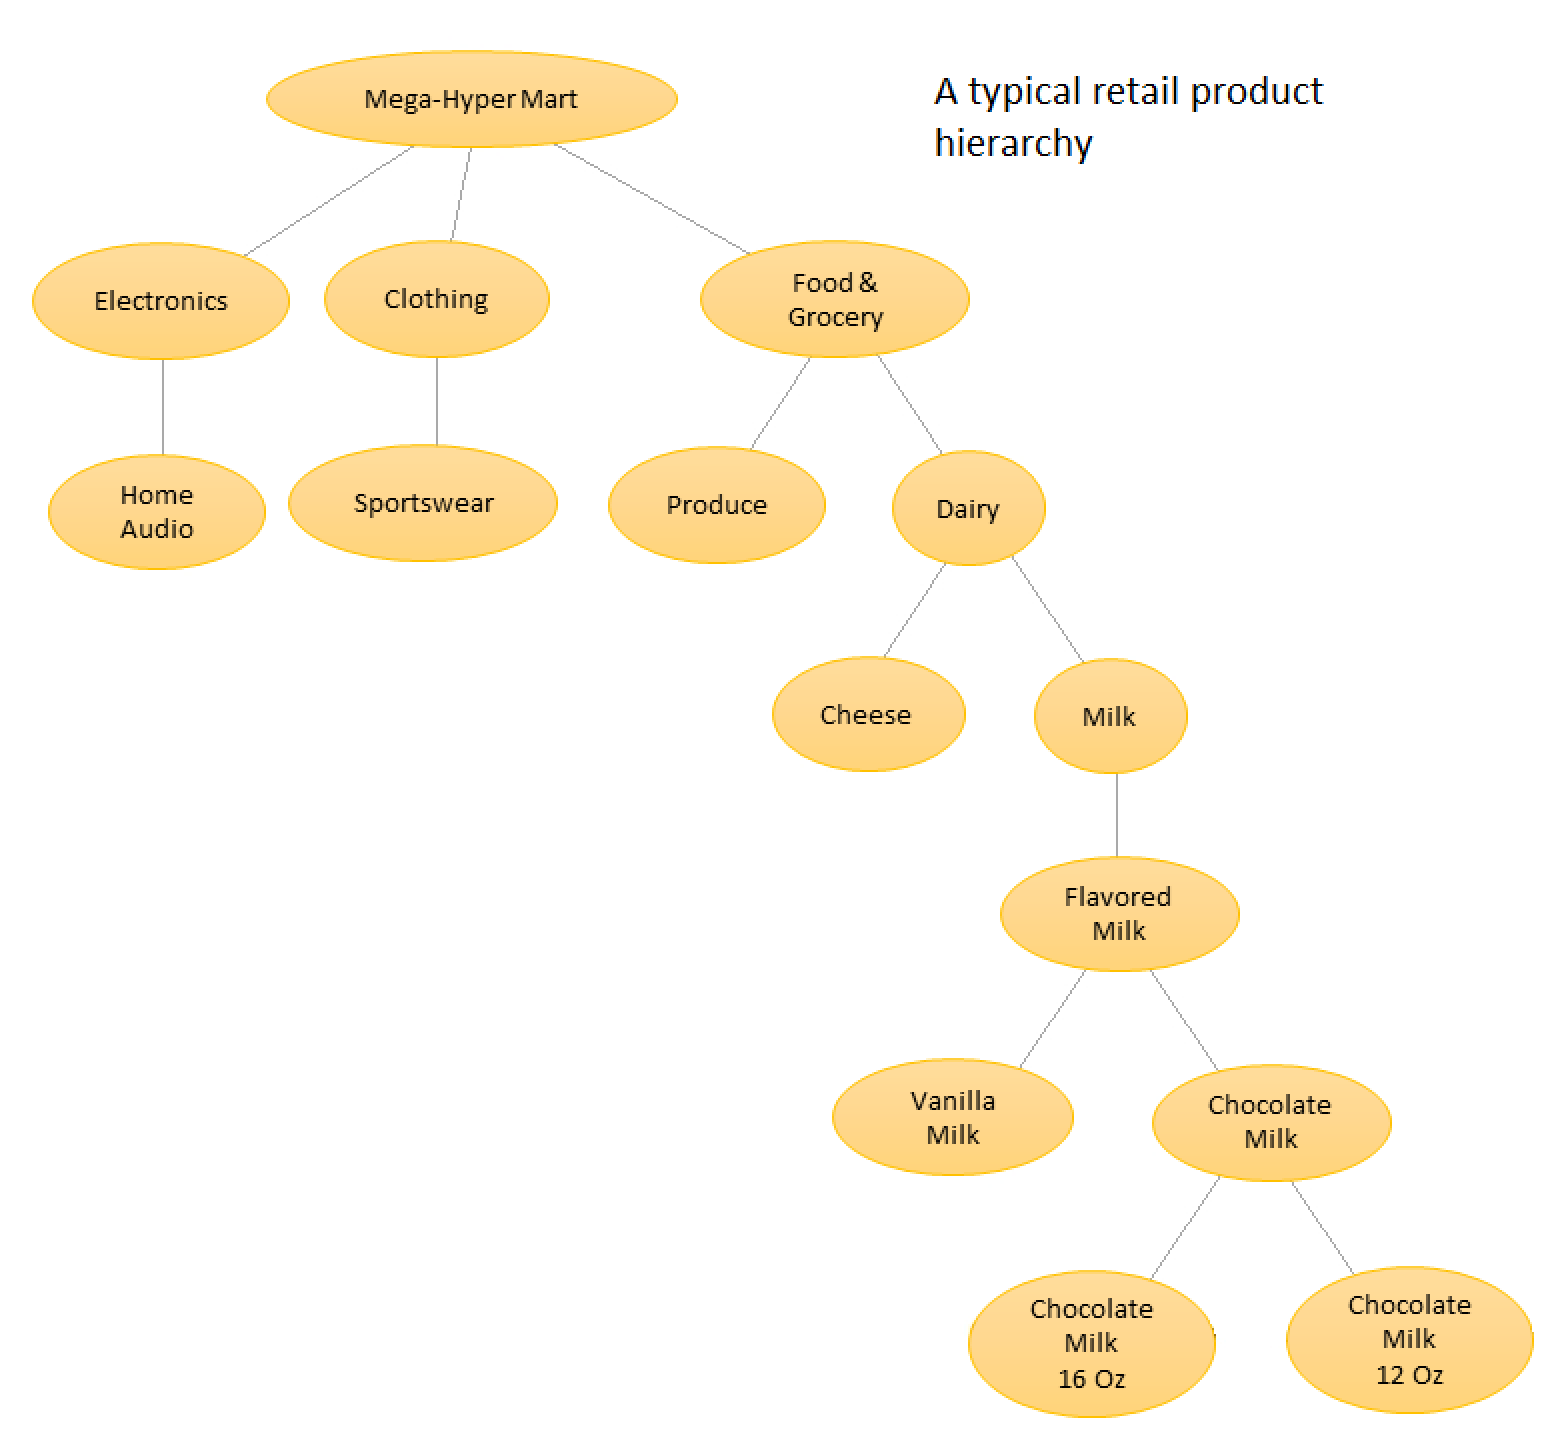 Mega-Hyper Mart
A typical retail product
hierarchy
Electronics
Clothing
Food &
Grocery
Home
Audio
Sportswear
Produce
Dairy
Cheese
Milk
Flavored
Milk
Vanilla
Milk
Chocolate
Milk
Chocolate
Milk
16 Oz
Chocolate
Milk
12 Oz